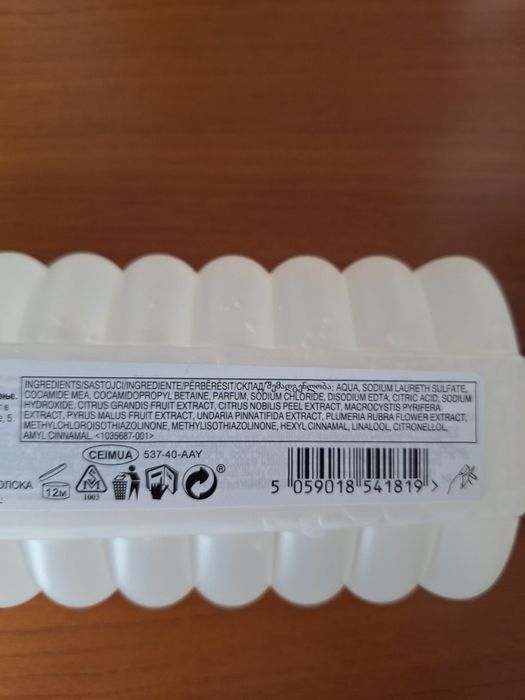 INGREDIENTS/SASTOJCI/INGREDIENTE/PËRBËRËSIT/СКЛАД/შემადგენლობა: AQUA, SODIUM LAURETH SULFATE,
COCAMIDE MEA, COCAMIDOPROPYL BETAINE, PARFUM, SODIUM CHLORIDE, DISODIUM EDTA, CITRIC ACID, SODIUM
HYDROXIDE, CITRUS GRANDIS FRUIT EXTRACT, CITRUS NOBILIS PEEL EXTRACT, MACROCYSTIS PYRIFERA
EXTRACT, PYRUS MALUS FRUIT EXTRACT, UNDARIA PINNATIFIDA EXTRACT, PLUMERIA RUBRA FLOWER EXTRACT,
METHYLCHLOROISOTHIAZOLINONE, METHYLISOTHIAZOLINONE, HEXYL CINNAMAL, LINALOOL, CITRONELLOL,
AMYL CINNAMAL <1035687-001>
CEIMUA 537-40-AAY
ОЛСКА
12M
1003
®
5 059018 541819 >